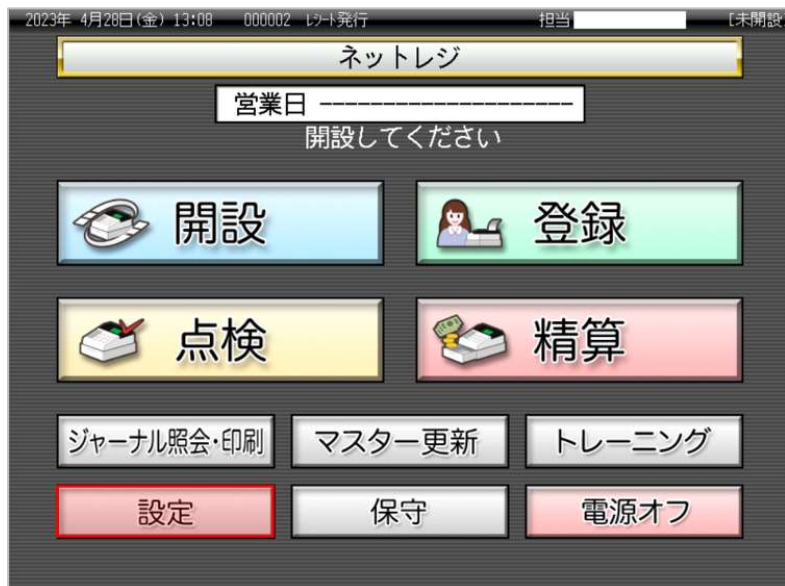 2023年 4月28日(金) 13:08 000002 レシート発行 担当 [未開設
ネットレジ
営業日 --------------------
開設してください
開設 登録
点検 精算
ジャーナル照会・印刷 マスター更新 トレーニング
設定 保守 電源オフ